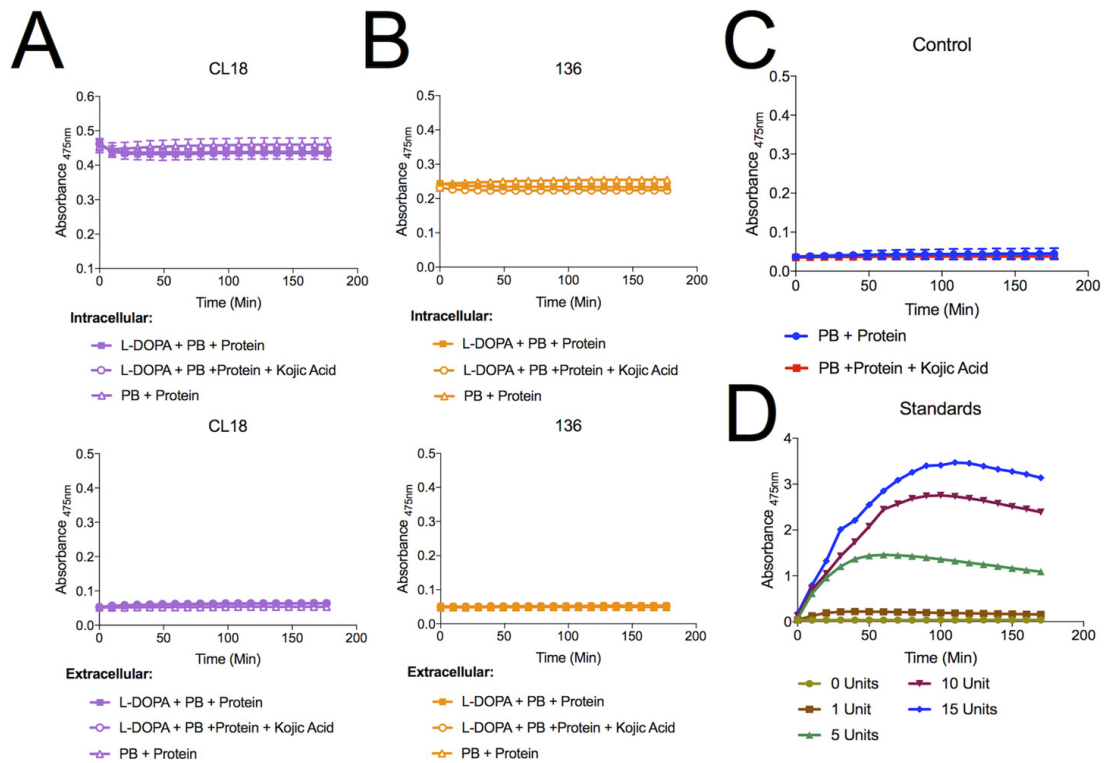 A
CL18
0.6
0.5
0.4
0.3
0.2
0.1
Absorbance 475nm
0 50 100 150 200
Time (Min)
Intracellular:
L-DOPA + PB + Protein
L-DOPA + PB +Protein + Kojic Acid
PB + Protein
CL18
0.5
0.4
0.3
0.2
0.1
0.0
Absorbance 475nm
0 50 100 150 200
Time (Min)
Extracellular:
L-DOPA + PB + Protein
L-DOPA + PB +Protein + Kojic Acid
PB + Protein
B
136
0.5
0.4
0.3
0.2
0.1
0.0
Absorbance 475nm
0 50 100 150 200
Time (Min)
Intracellular:
L-DOPA + PB + Protein
L-DOPA + PB +Protein + Kojic Acid
PB + Protein
136
0.5
0.4
0.3
0.2
0.1
0.0
Absorbance 475nm
0 50 100 150 200
Time (Min)
Extracellular:
L-DOPA + PB + Protein
L-DOPA + PB +Protein + Kojic Acid
PB + Protein
C
Control
0.5
0.4
0.3
0.2
0.1
0.0
Absorbance 475nm
0 50 100 150 200
Time (Min)
PB + Protein
PB +Protein + Kojic Acid
D
Standards
4
3
2
1
0
Absorbance 475nm
0 50 100 150 200
Time (Min)
0 Units
1 Unit
5 Units
10 Unit
15 Units